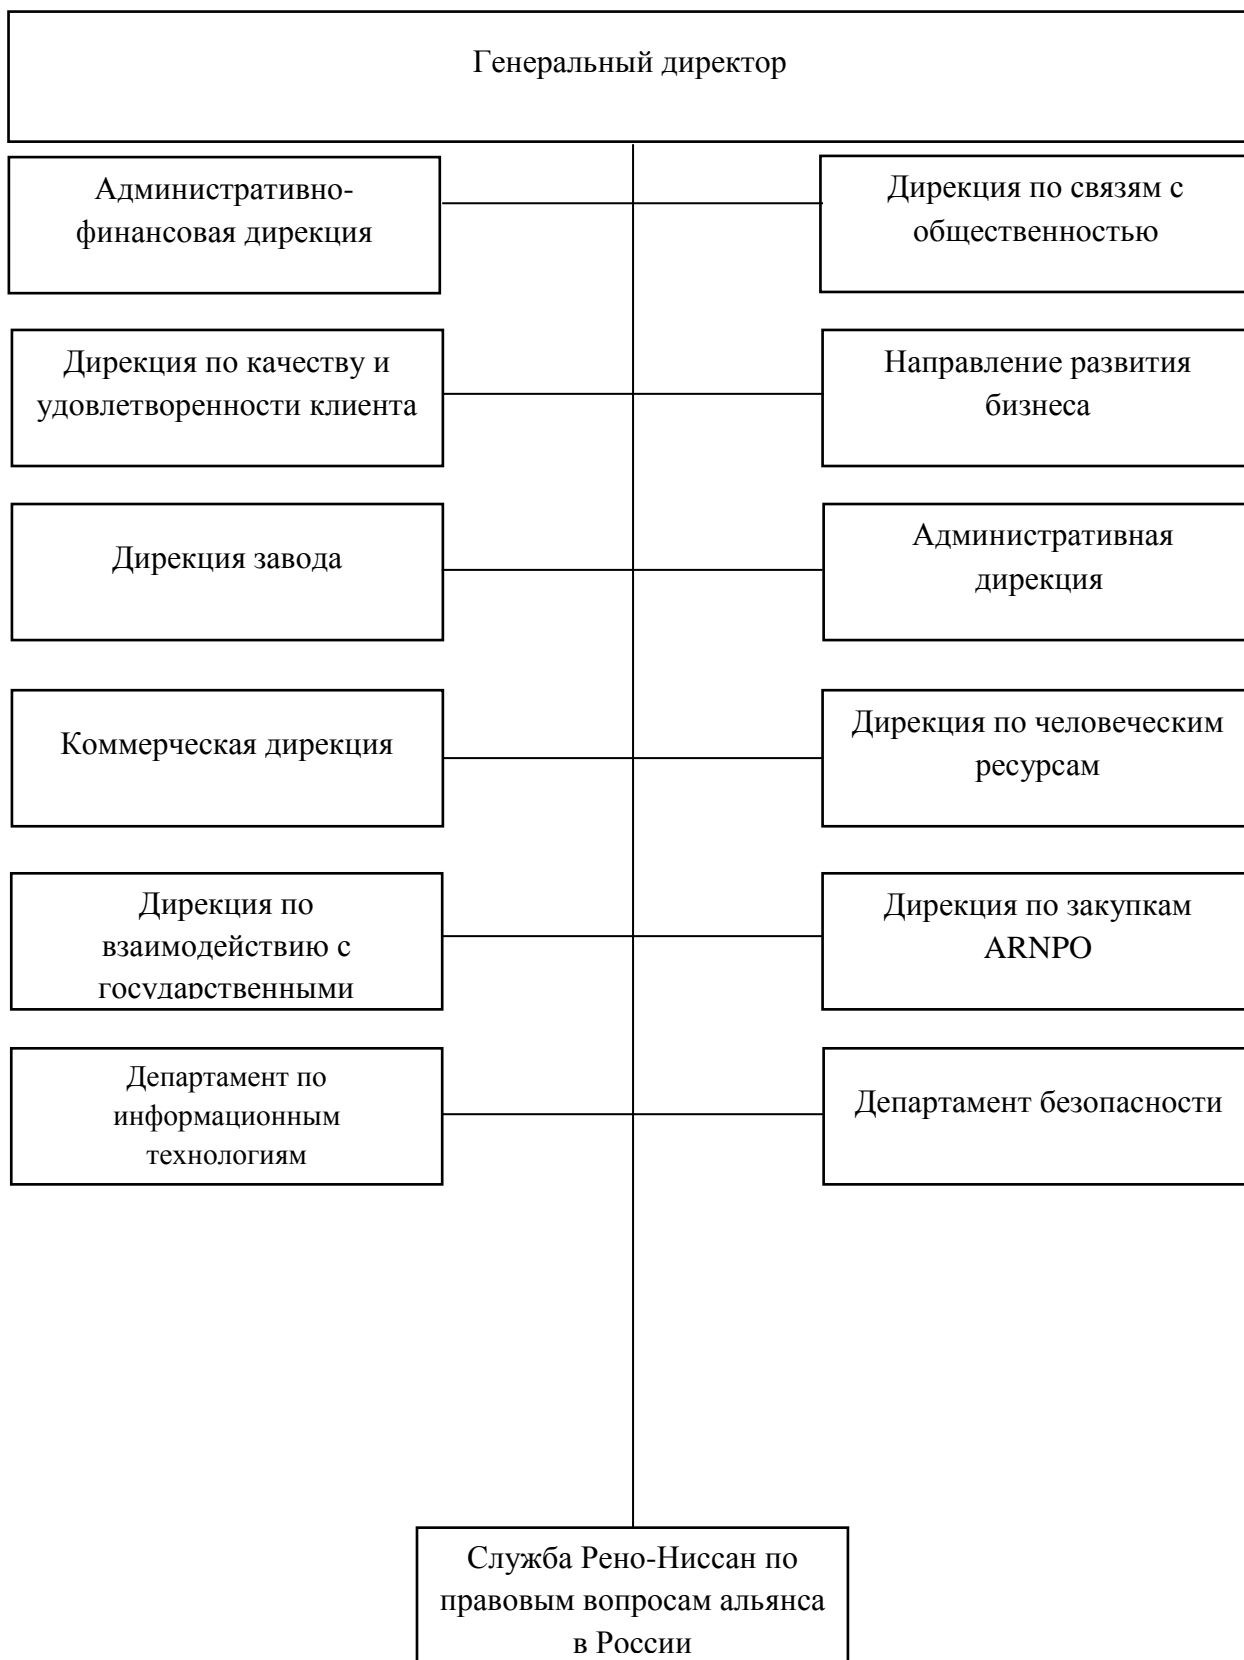 Генеральный директор
Административно-
финансовая дирекция
Дирекция по связям с
общественностью
Дирекция по качеству и
удовлетворенности клиента
Направление развития
бизнеса
Дирекция завода
Административная
дирекция
Коммерческая дирекция
Дирекция по человеческим
ресурсам
Дирекция по
взаимодействию с
государственными
Дирекция по закупкам
ARNPO
Департамент по
информационным
технологиям
Департамент безопасности
Служба Рено-Ниссан по
правовым вопросам альянса
в России